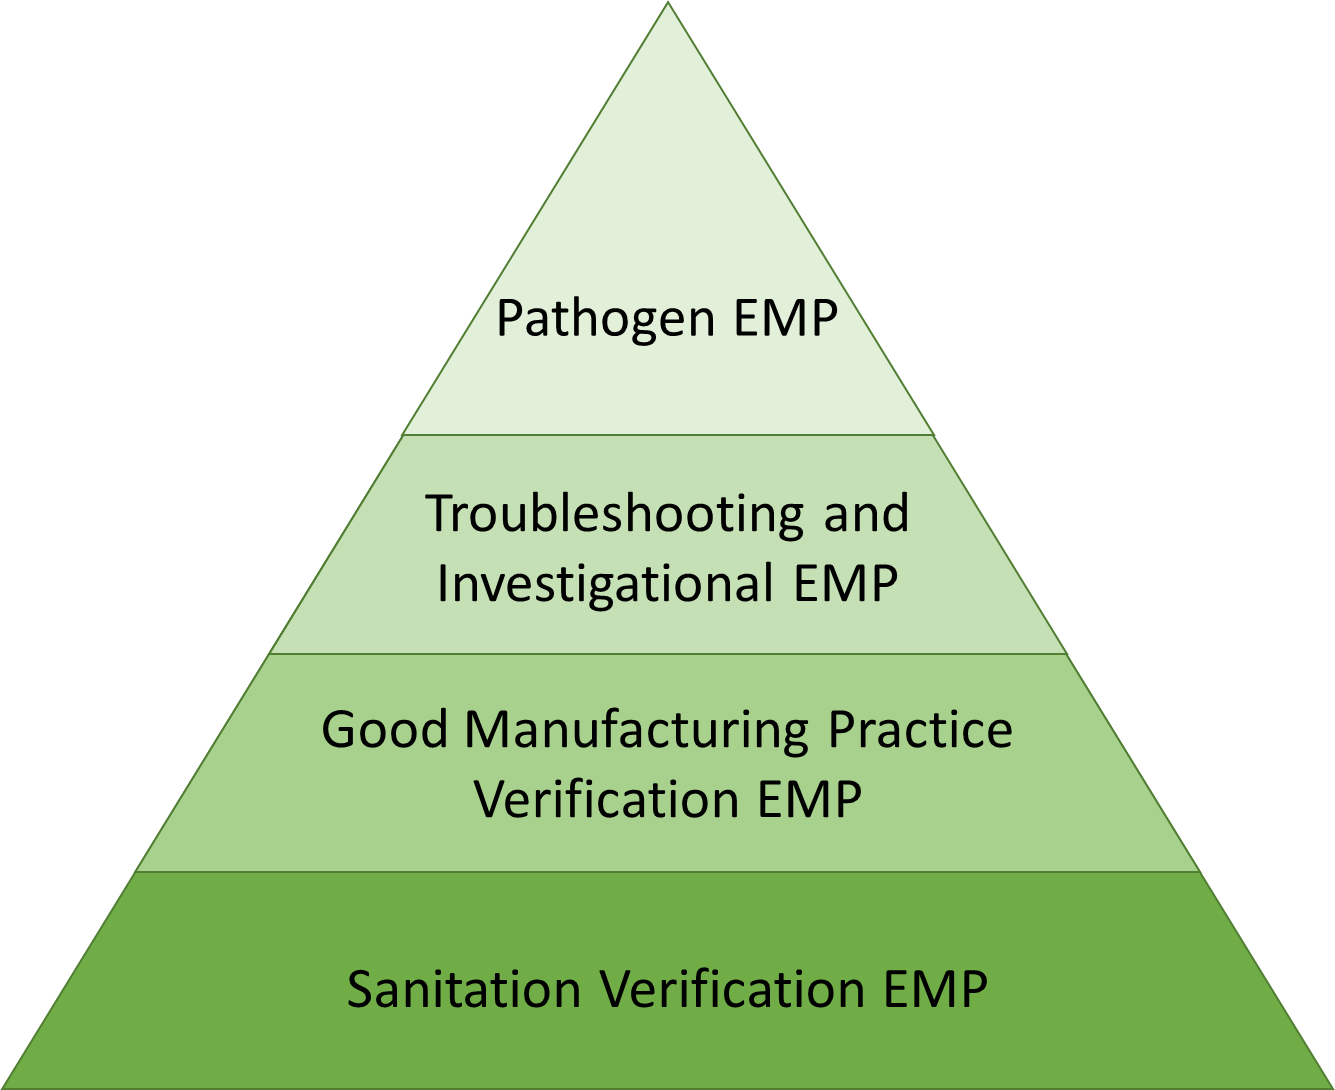 Pathogen EMP
Troubleshooting and
Investigational EMP
Good Manufacturing Practice
Verification EMP
Sanitation Verification EMP